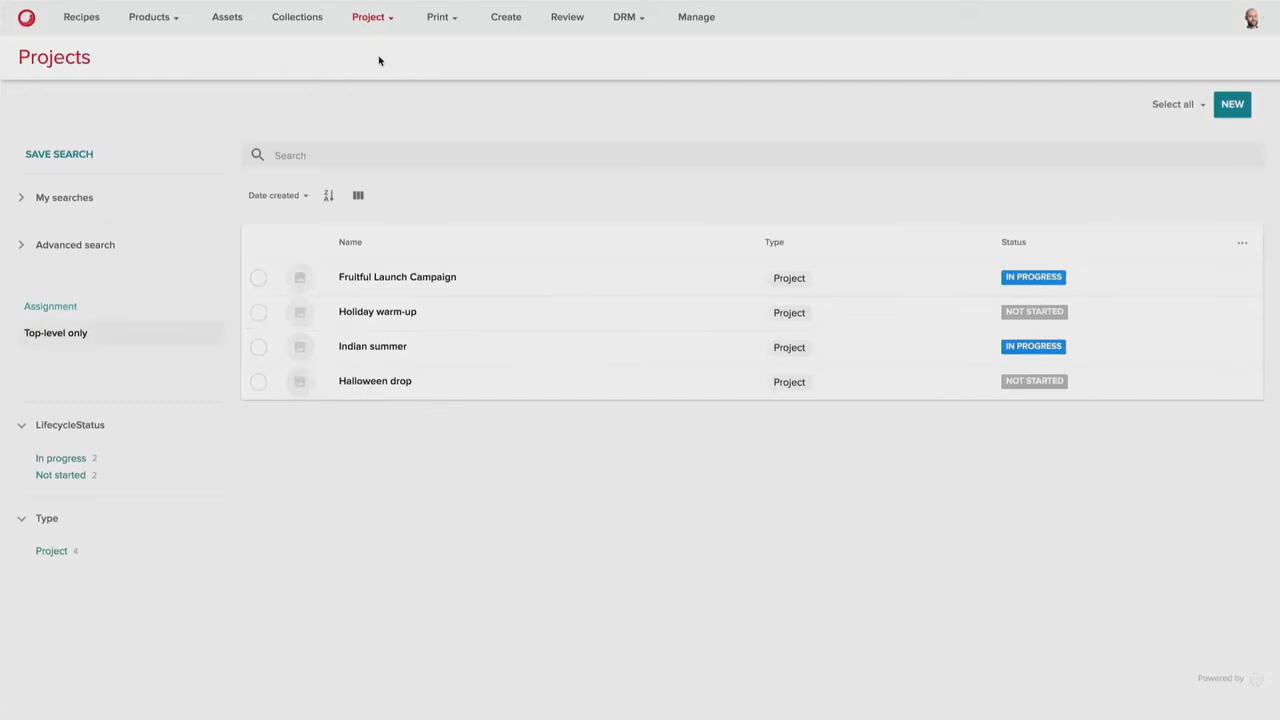 Recipes Products Assets Collections Project Print Create Review DRM Manage
Projects
Select all NEW
SAVE SEARCH
Search
My searches
Date created
Advanced search
Name Type Status
Fruitful Launch Campaign Project IN PROGRESS
Holiday warm-up Project NOT STARTED
Indian summer Project IN PROGRESS
Halloween drop Project NOT STARTED
Assignment
Top-level only
LifecycleStatus
In progress 2
Not started 2
Type
Project 4
Powered by